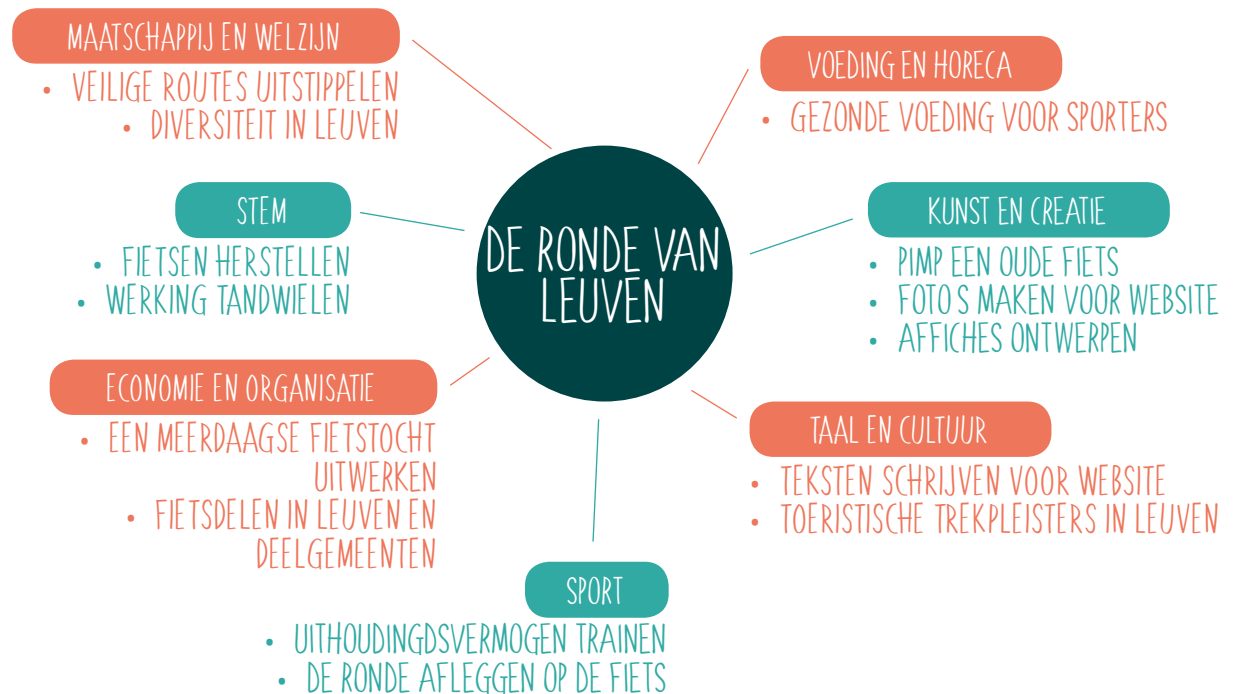 MAATSCHAPPIJ EN WELZIJN
• VEILIGE ROUTES UITSTIPPELEN
• DIVERSITEIT IN LEUVEN
STEM
• FIETSEN HERSTELLEN
• WERKING TANDWIELEN
ECONOMIE EN ORGANISATIE
• EEN MEERDAAGSE FIETSTOCHT
UITWERKEN
• FIETSDELEN IN LEUVEN EN
DEELGEMEENTEN
DE RONDE VAN
LEUVEN
SPORT
• UITHOUDINGDSVERMOGEN TRAINEN
• DE RONDE AFLEGGEN OP DE FIETS
VOEDING EN HORECA
• GEZONDE VOEDING VOOR SPORTERS
KUNST EN CREATIE
• PIMP EEN OUDE FIETS
• FOTO S MAKEN VOOR WEBSITE
• AFFICHES ONTWERPEN
TAAL EN CULTUUR
• TEKSTEN SCHRIJVEN VOOR WEBSITE
• TOERISTISCHE TREKPLEISTERS IN LEUVEN